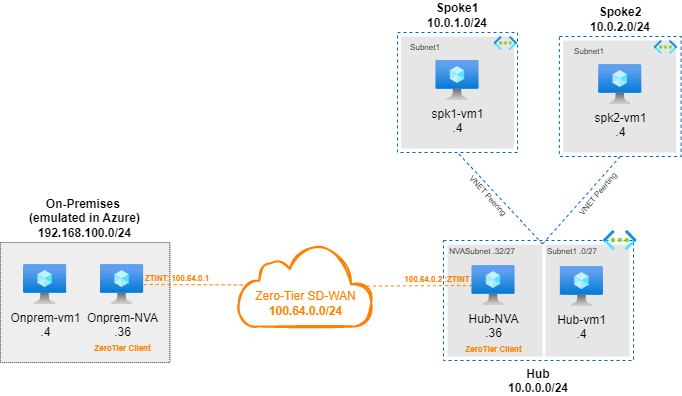 Spoke1
10.0.1.0/24
Subnet1
spk1-vm1
.4
Spoke2
10.0.2.0/24
Subnet1
spk2-vm1
.4
VNET Peering
VNET Peerting
On-Premises
(emulated in Azure)
192.168.100.0/24
Onprem-vm1
.4
ZTINT: 100.64.0.1
Onprem-NVA
.36
ZeroTier Client
Zero-Tier SD-WAN
100.64.0.0/24
100.64.0.2: ZTINT
NVASubnet .32/27
Hub-NVA
.36
ZeroTier Client
Subnet1 .0/27
Hub-vm1
.4
Hub
10.0.0.0/24